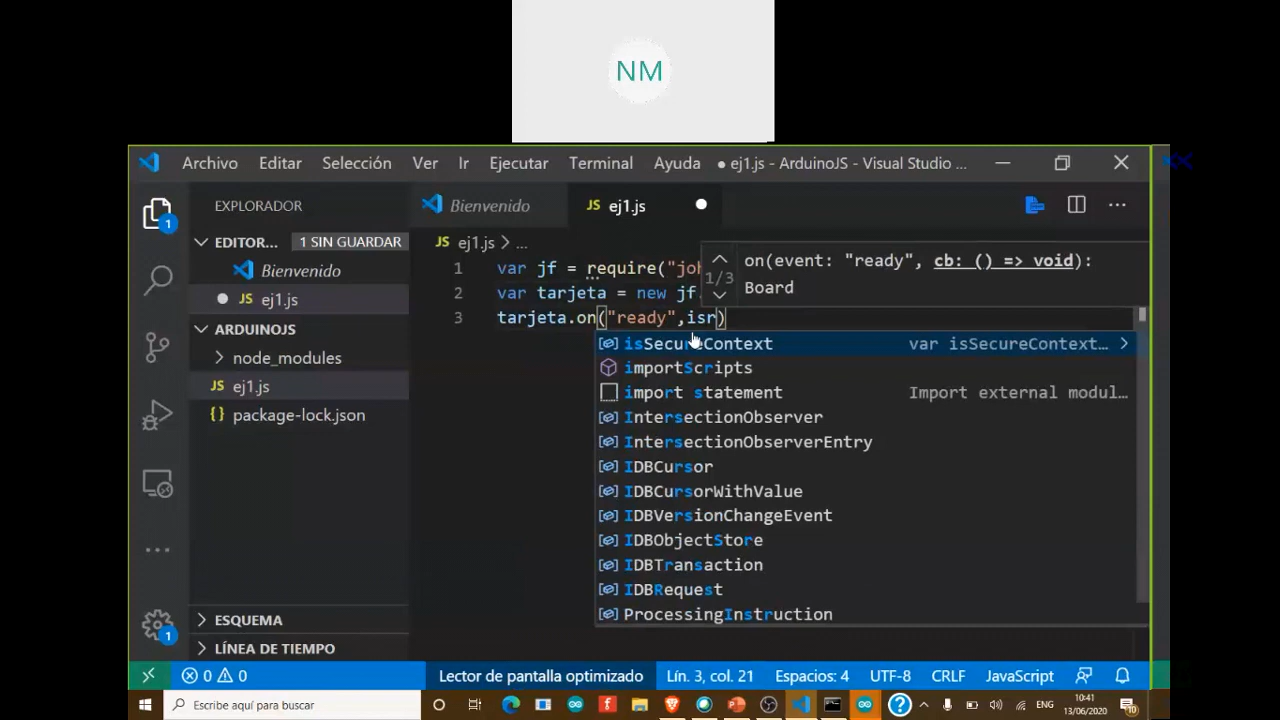 NM
Archivo Editar Selección Ver Ir Ejecutar Terminal Ayuda ● ej1.js - ArduinoJS - Visual Studio ...
EXPLORADOR
Bienvenido
JS ej1.js
EDITOR... 1 SIN GUARDAR
Bienvenido
JS ej1.js
ARDUINOJS
node_modules
JS ej1.js
{} package-lock.json
ESQUEMA
LÍNEA DE TIEMPO
JS ej1.js > ...
1 var jf = require("joh
2 var tarjeta = new jf.
3 tarjeta.on("ready",isr)
1/3
on(event: "ready", cb: () => void):
Board
isSecureContext var isSecureContext...
importScripts
import statement Import external modul...
IntersectionObserver
IntersectionObserverEntry
IDBCursor
IDBCursorWithValue
IDBVersionChangeEvent
IDBObjectStore
IDBTransaction
IDBRequest
ProcessingInstruction
1
1
0 0 Lector de pantalla optimizado Lín. 3, col. 21 Espacios: 4 UTF-8 CRLF JavaScript
Escribe aquí para buscar
ENG
10:41
13/06/2020
10